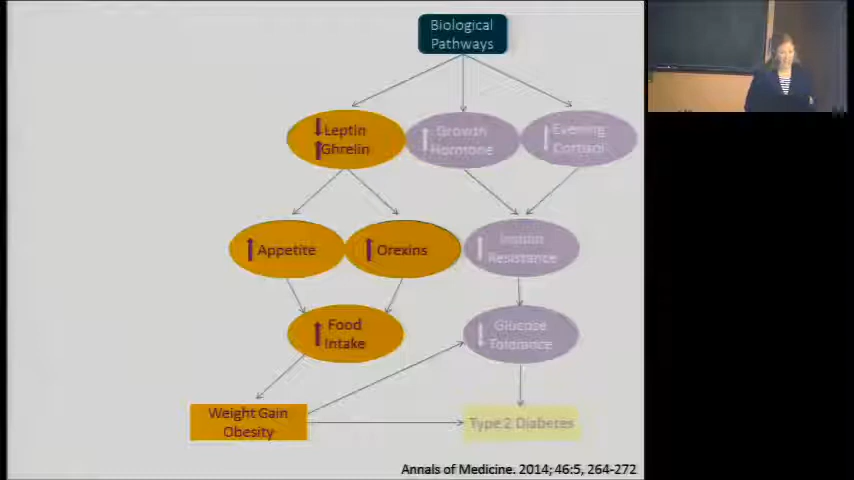 Biological
Pathways
Leptin
Ghrelin
Growth
Hormone
Evening
Cortisol
Appetite
Orexins
Insulin
Resistance
Food
Intake
Glucose
Tolerance
Weight Gain
Obesity
Type 2 Diabetes
Annals of Medicine. 2014; 46:5, 264-272